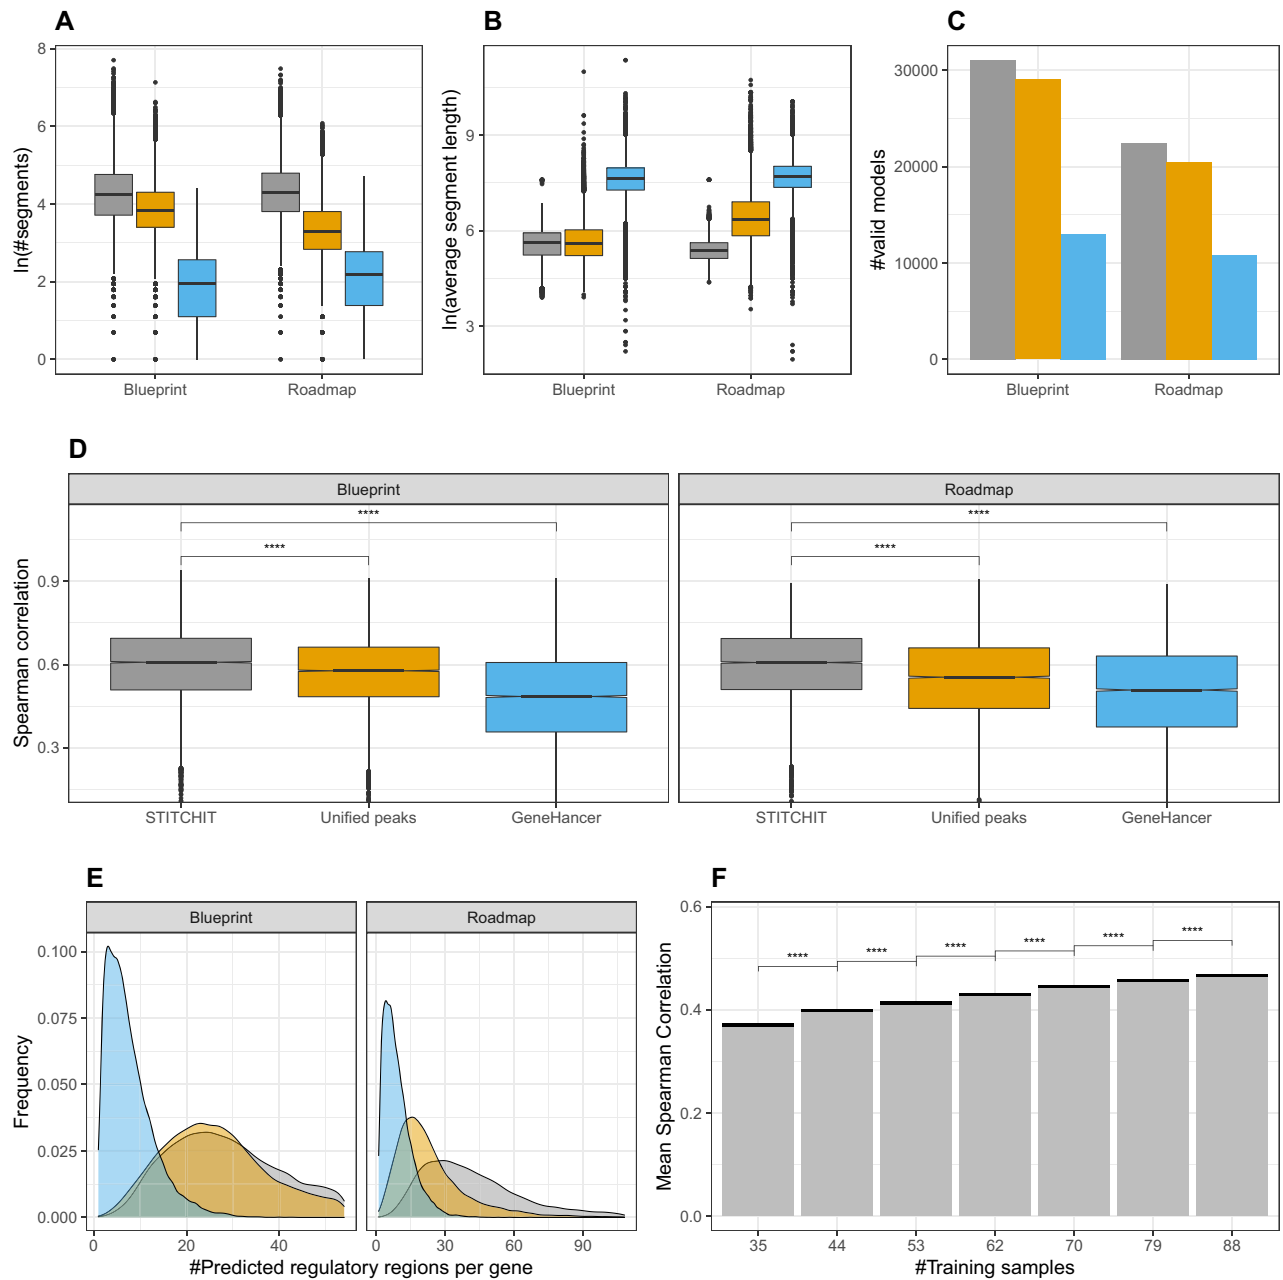 A
ln(#segments)
8
6
4
2
0
Blueprint
Roadmap
B
ln(average segment length)
9
6
3
Blueprint
Roadmap
C
#valid models
30000
20000
10000
0
Blueprint
Roadmap
D
Blueprint
Roadmap
Spearman correlation
0.9
0.6
0.3
****
****
****
****
STITCHIT
Unified peaks
GeneHancer
STITCHIT
Unified peaks
GeneHancer
E
Blueprint
Roadmap
Frequency
0.100
0.075
0.050
0.025
0.000
0
20
40
0
30
60
90
#Predicted regulatory regions per gene
F
Mean Spearman Correlation
0.6
0.4
0.2
0.0
****
****
****
****
****
****
35
44
53
62
70
79
88
#Training samples